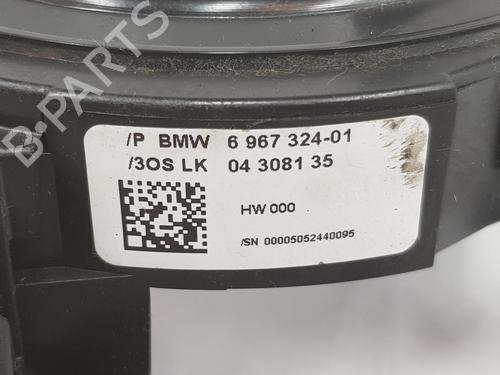 B-PARTS
/P BMW 6 967 324-01
/3OS LK 04 3081 35
HW 000
/SN 00005052440095